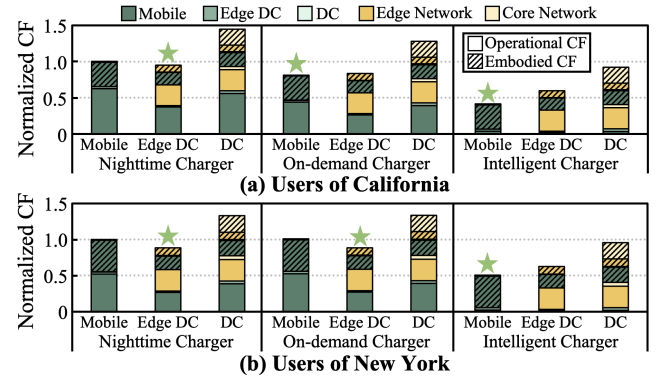 Mobile Edge DC DC Edge Network Core Network
Normalized CF
1.5
1.0
0.5
0
Operational CF
Embodied CF
Mobile Edge DC DC Mobile Edge DC DC Mobile Edge DC DC
Nighttime Charger On-demand Charger Intelligent Charger
(a) Users of California
Normalized CF
1.5
1.0
0.5
0
Mobile Edge DC DC Mobile Edge DC DC Mobile Edge DC DC
Nighttime Charger On-demand Charger Intelligent Charger
(b) Users of New York